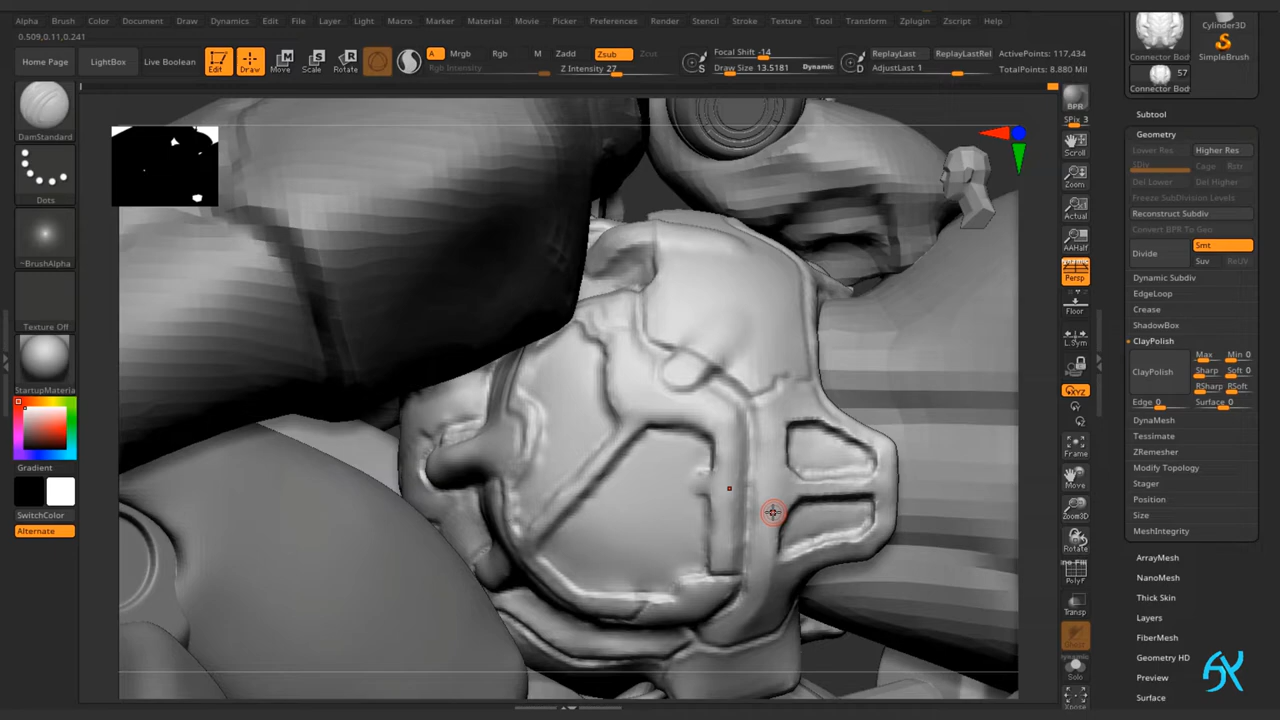 Alpha Brush Color Document Draw Dynamics Edit File Layer Light Macro Marker Material Movie Picker Preferences Render Stencil Stroke Texture Tool Transform Zplugin Zscript Help
0.509,0.11,0.241
Home Page LightBox Live Boolean Edit Draw Move Scale Rotate
A Mrgb Rgb M Zadd Zsub Zcut
Rgb Intensity Z Intensity 27
S Focal Shift -14
Draw Size 13.5181 Dynamic
D ReplayLast ReplayLastRel
AdjustLast 1
ActivePoints: 117,434
TotalPoints: 8.880 Mil
DamStandard
Dots
~BrushAlpha
Texture Off
StartupMateria
Gradient
SwitchColor
Alternate
BPR
SPix 3
Scroll
Zoom
Actual
AAHalf
Dynamic
Persp
Floor
L.Sym
XYZ
Frame
Move
Zoom3D
Rotate
PolyF
Transp
Ghost
Dynamic
Solo
Xpose
Connector Bod
Cylinder3D
SimpleBrush
57
Connector Bod
Subtool
Geometry
Lower Res Higher Res
SDiv Cage Rstr
Del Lower Del Higher
Freeze SubDivision Levels
Reconstruct Subdiv
Convert BPR To Geo
Divide Smt
Suv ReUV
Dynamic Subdiv
EdgeLoop
Crease
ShadowBox
ClayPolish
ClayPolish Max Min 0
Sharp Soft 0
RSharp RSoft
Edge 0 Surface 0
DynaMesh
Tessimate
ZRemesher
Modify Topology
Stager
Position
Size
MeshIntegrity
ArrayMesh
NanoMesh
Thick Skin
Layers
FiberMesh
Geometry HD
Preview
Surface